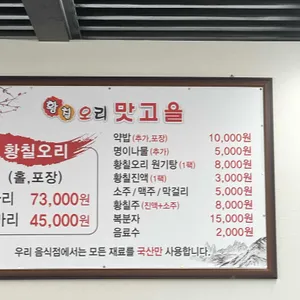 황칠오리 맛고을
황칠오리
(홀,포장)
리 73,000원
마리 45,000원
약밥(추가,포장) 10,000원
명이나물(추가) 5,000원
황칠오리 원기탕(1팩) 8,000원
황칠진액(1팩) 3,000원
소주 / 맥주 / 막걸리 5,000원
황칠주(진액+소주) 8,000원
복분자 15,000원
음료수 2,000원
우리 음식점에서는 모든 재료를 국산만 사용합니다.